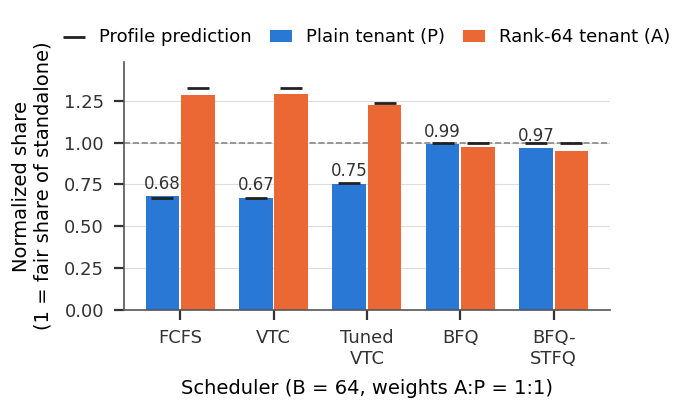 Profile prediction
Plain tenant (P)
Rank-64 tenant (A)
Normalized share
(1 = fair share of standalone)
1.25
1.00
0.75
0.50
0.25
0.00
0.68
0.67
0.75
0.99
0.97
FCFS
VTC
Tuned
VTC
BFQ
BFQ-
STFQ
Scheduler (B = 64, weights A:P = 1:1)